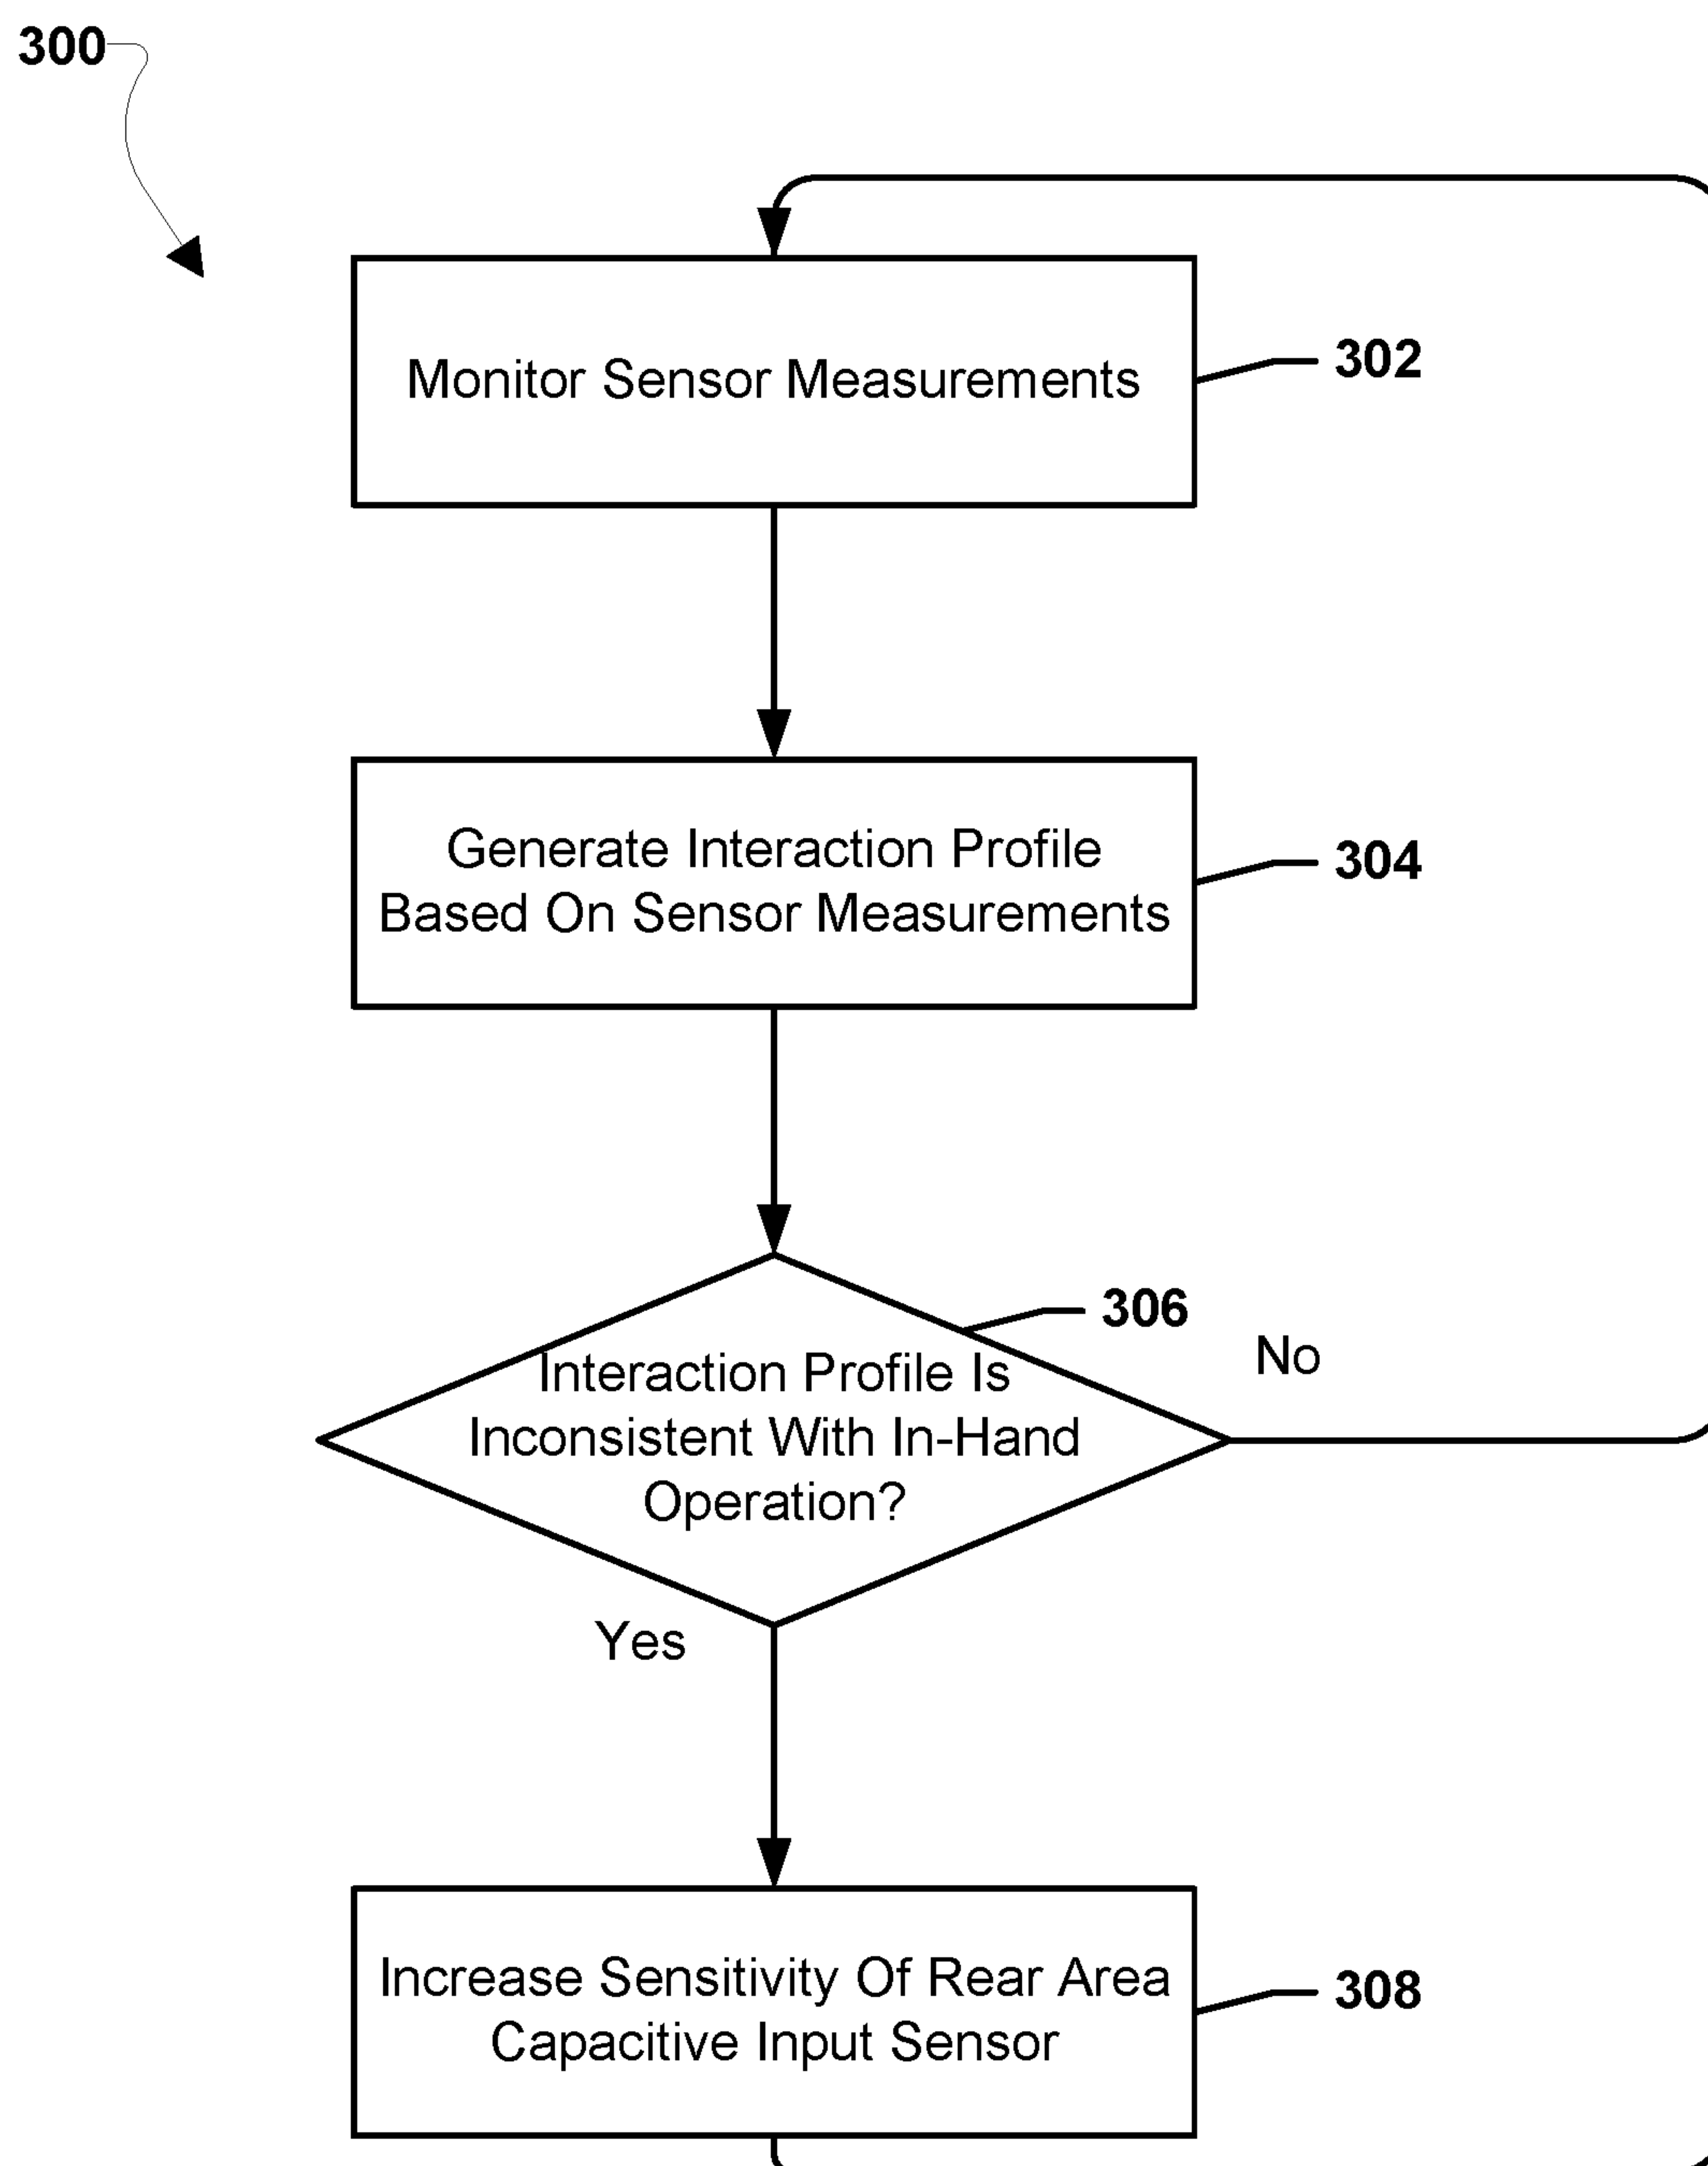 300
Monitor Sensor Measurements
302
Generate Interaction Profile
Based On Sensor Measurements
304
306
Interaction Profile Is
Inconsistent With In-Hand
Operation?
No
Yes
Increase Sensitivity Of Rear Area
Capacitive Input Sensor
308